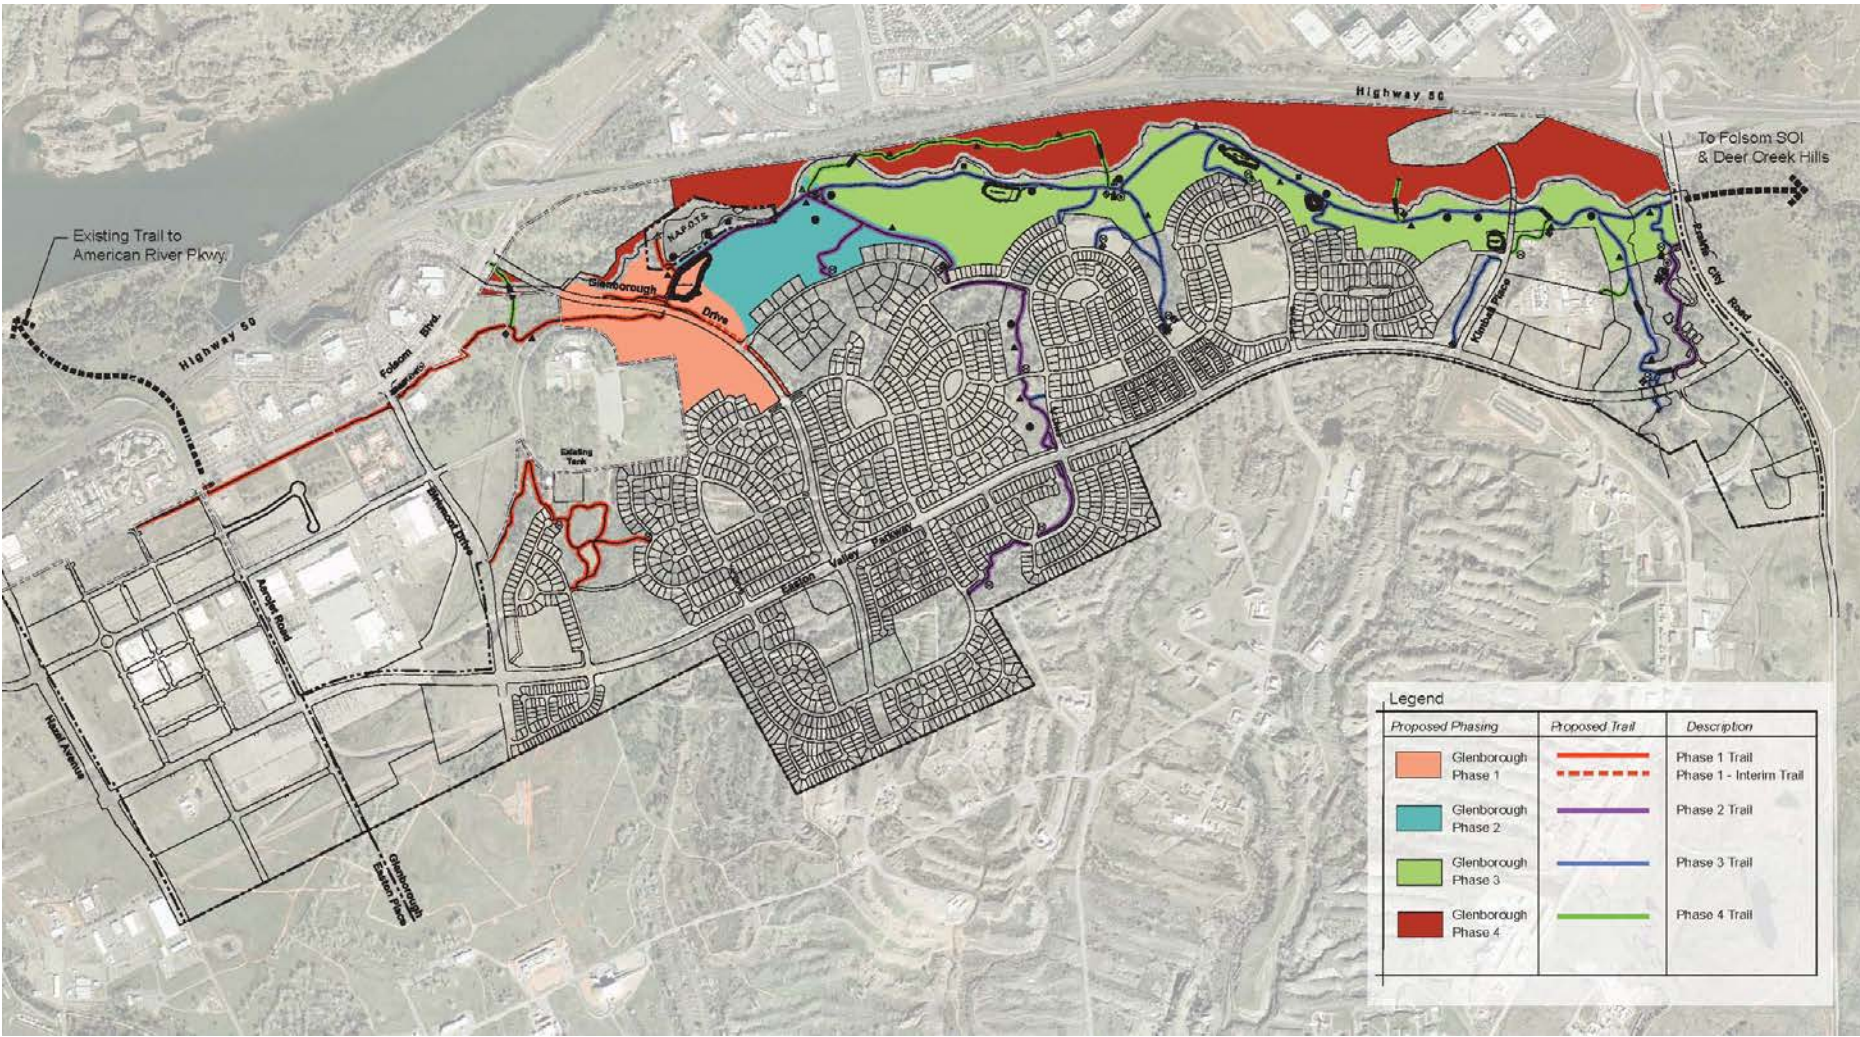 Highway 50
To Folsom SOI
& Deer Creek Hills
Existing Trail to
American River Pkwy.
N.A.P.O.T.S.
Glenborough
Drive
Highway 50
Folsom Blvd.
Prairie City Road
Kimball Place
Existing
Tank
Birkmont Drive
Easton Valley Parkway
Aerojet Road
Hazel Avenue
Glenborough
Easton Place
Legend
Proposed Phasing
Proposed Trail
Description
Glenborough
Phase 1
Phase 1 Trail
Phase 1 - Interim Trail
Glenborough
Phase 2
Phase 2 Trail
Glenborough
Phase 3
Phase 3 Trail
Glenborough
Phase 4
Phase 4 Trail